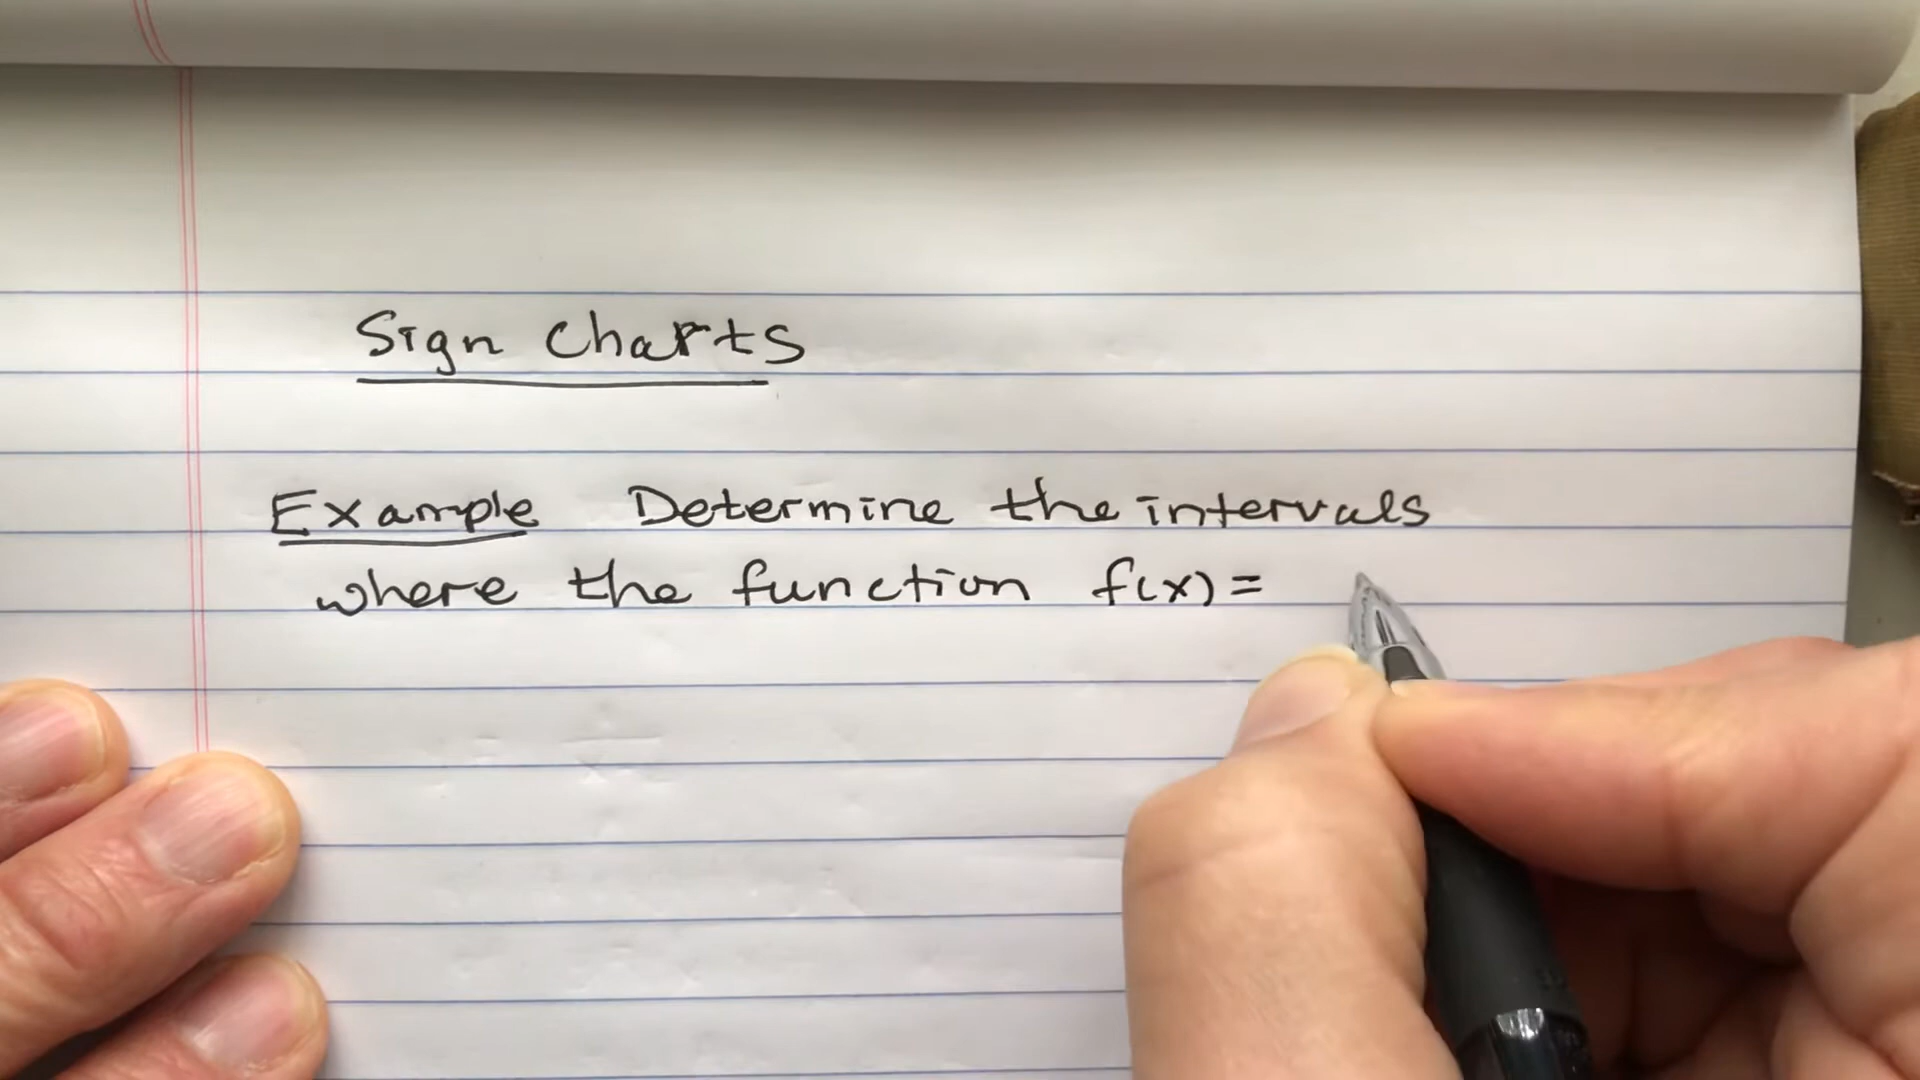 Sign Charts
Example Determine the intervals
where the function f(x) =